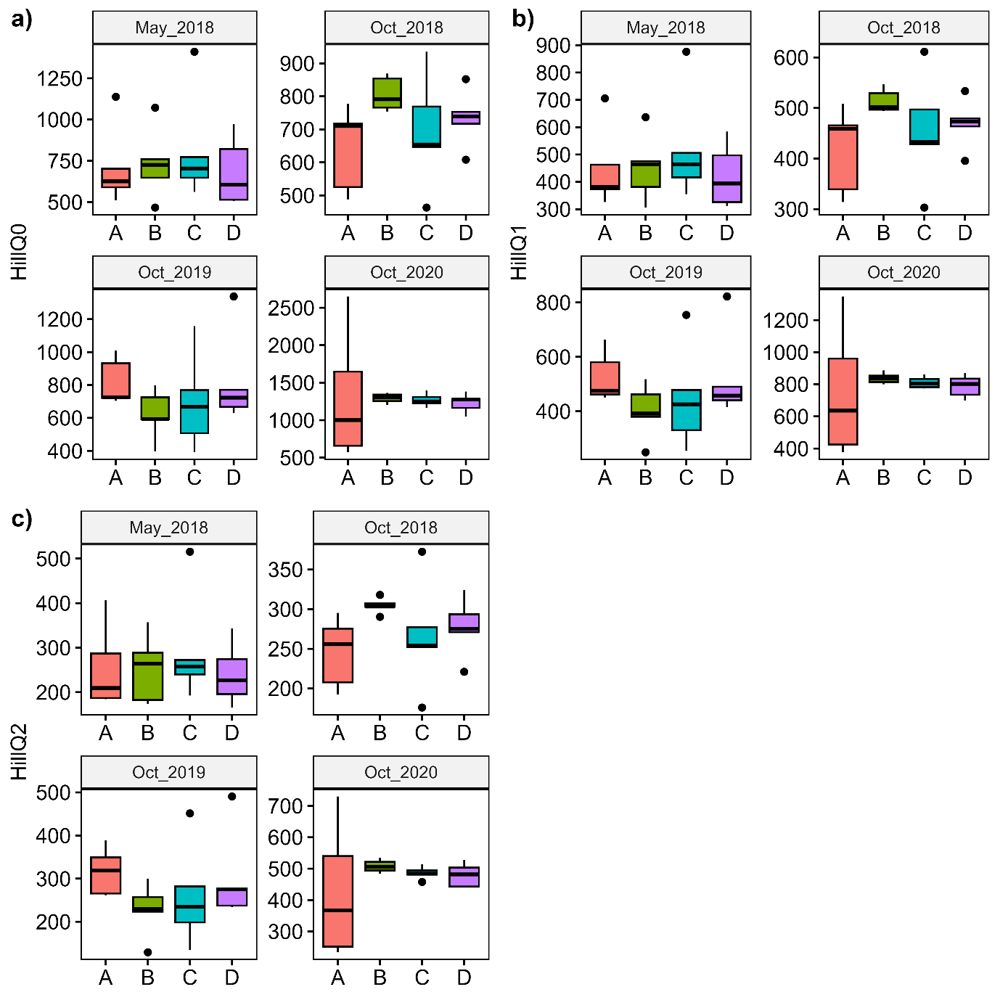 a)
May_2018
Oct_2018
1250
1000
750
500
900
800
700
600
500
A B C D
A B C D
HillQ0
Oct_2019
Oct_2020
1200
1000
800
600
400
2500
2000
1500
1000
500
A B C D
A B C D
b)
May_2018
Oct_2018
900
800
700
600
500
400
300
600
500
400
300
A B C D
A B C D
HillQ1
Oct_2019
Oct_2020
800
600
400
1200
1000
800
600
400
A B C D
A B C D
c)
May_2018
Oct_2018
500
400
300
200
350
300
250
200
A B C D
A B C D
HillQ2
Oct_2019
Oct_2020
500
400
300
200
700
600
500
400
300
A B C D
A B C D